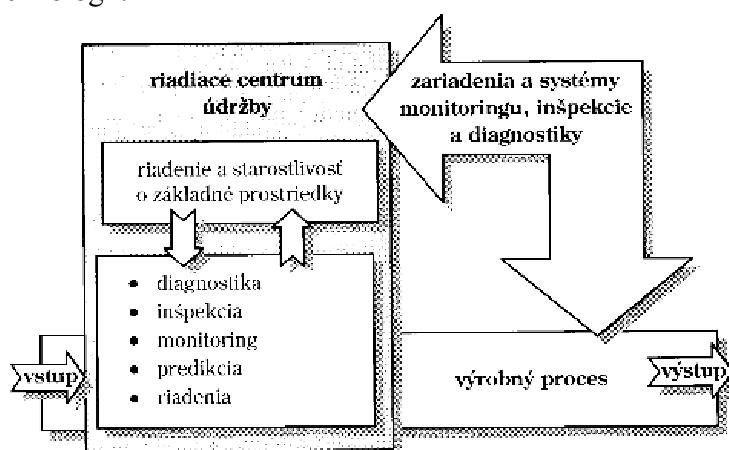 riadiace centrum
údržby
zariadenia a systémy
monitoringu, inšpekcie
a diagnostiky
riadenie a starostlivosť
o základné prostriedky
• diagnostika
• inšpekcia
• monitoring
• predikcia
• riadenia
vstup
výrobný proces
výstup